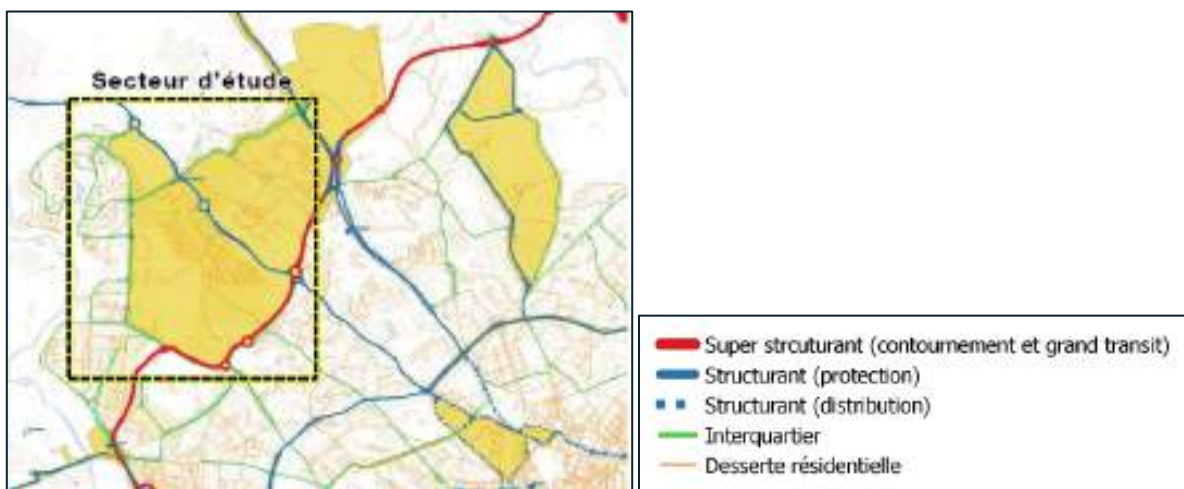 Secteur d'étude
Super strcuturant (contournement et grand transit)
Structurant (protection)
Structurant (distribution)
Interquartier
Desserte résidentielle